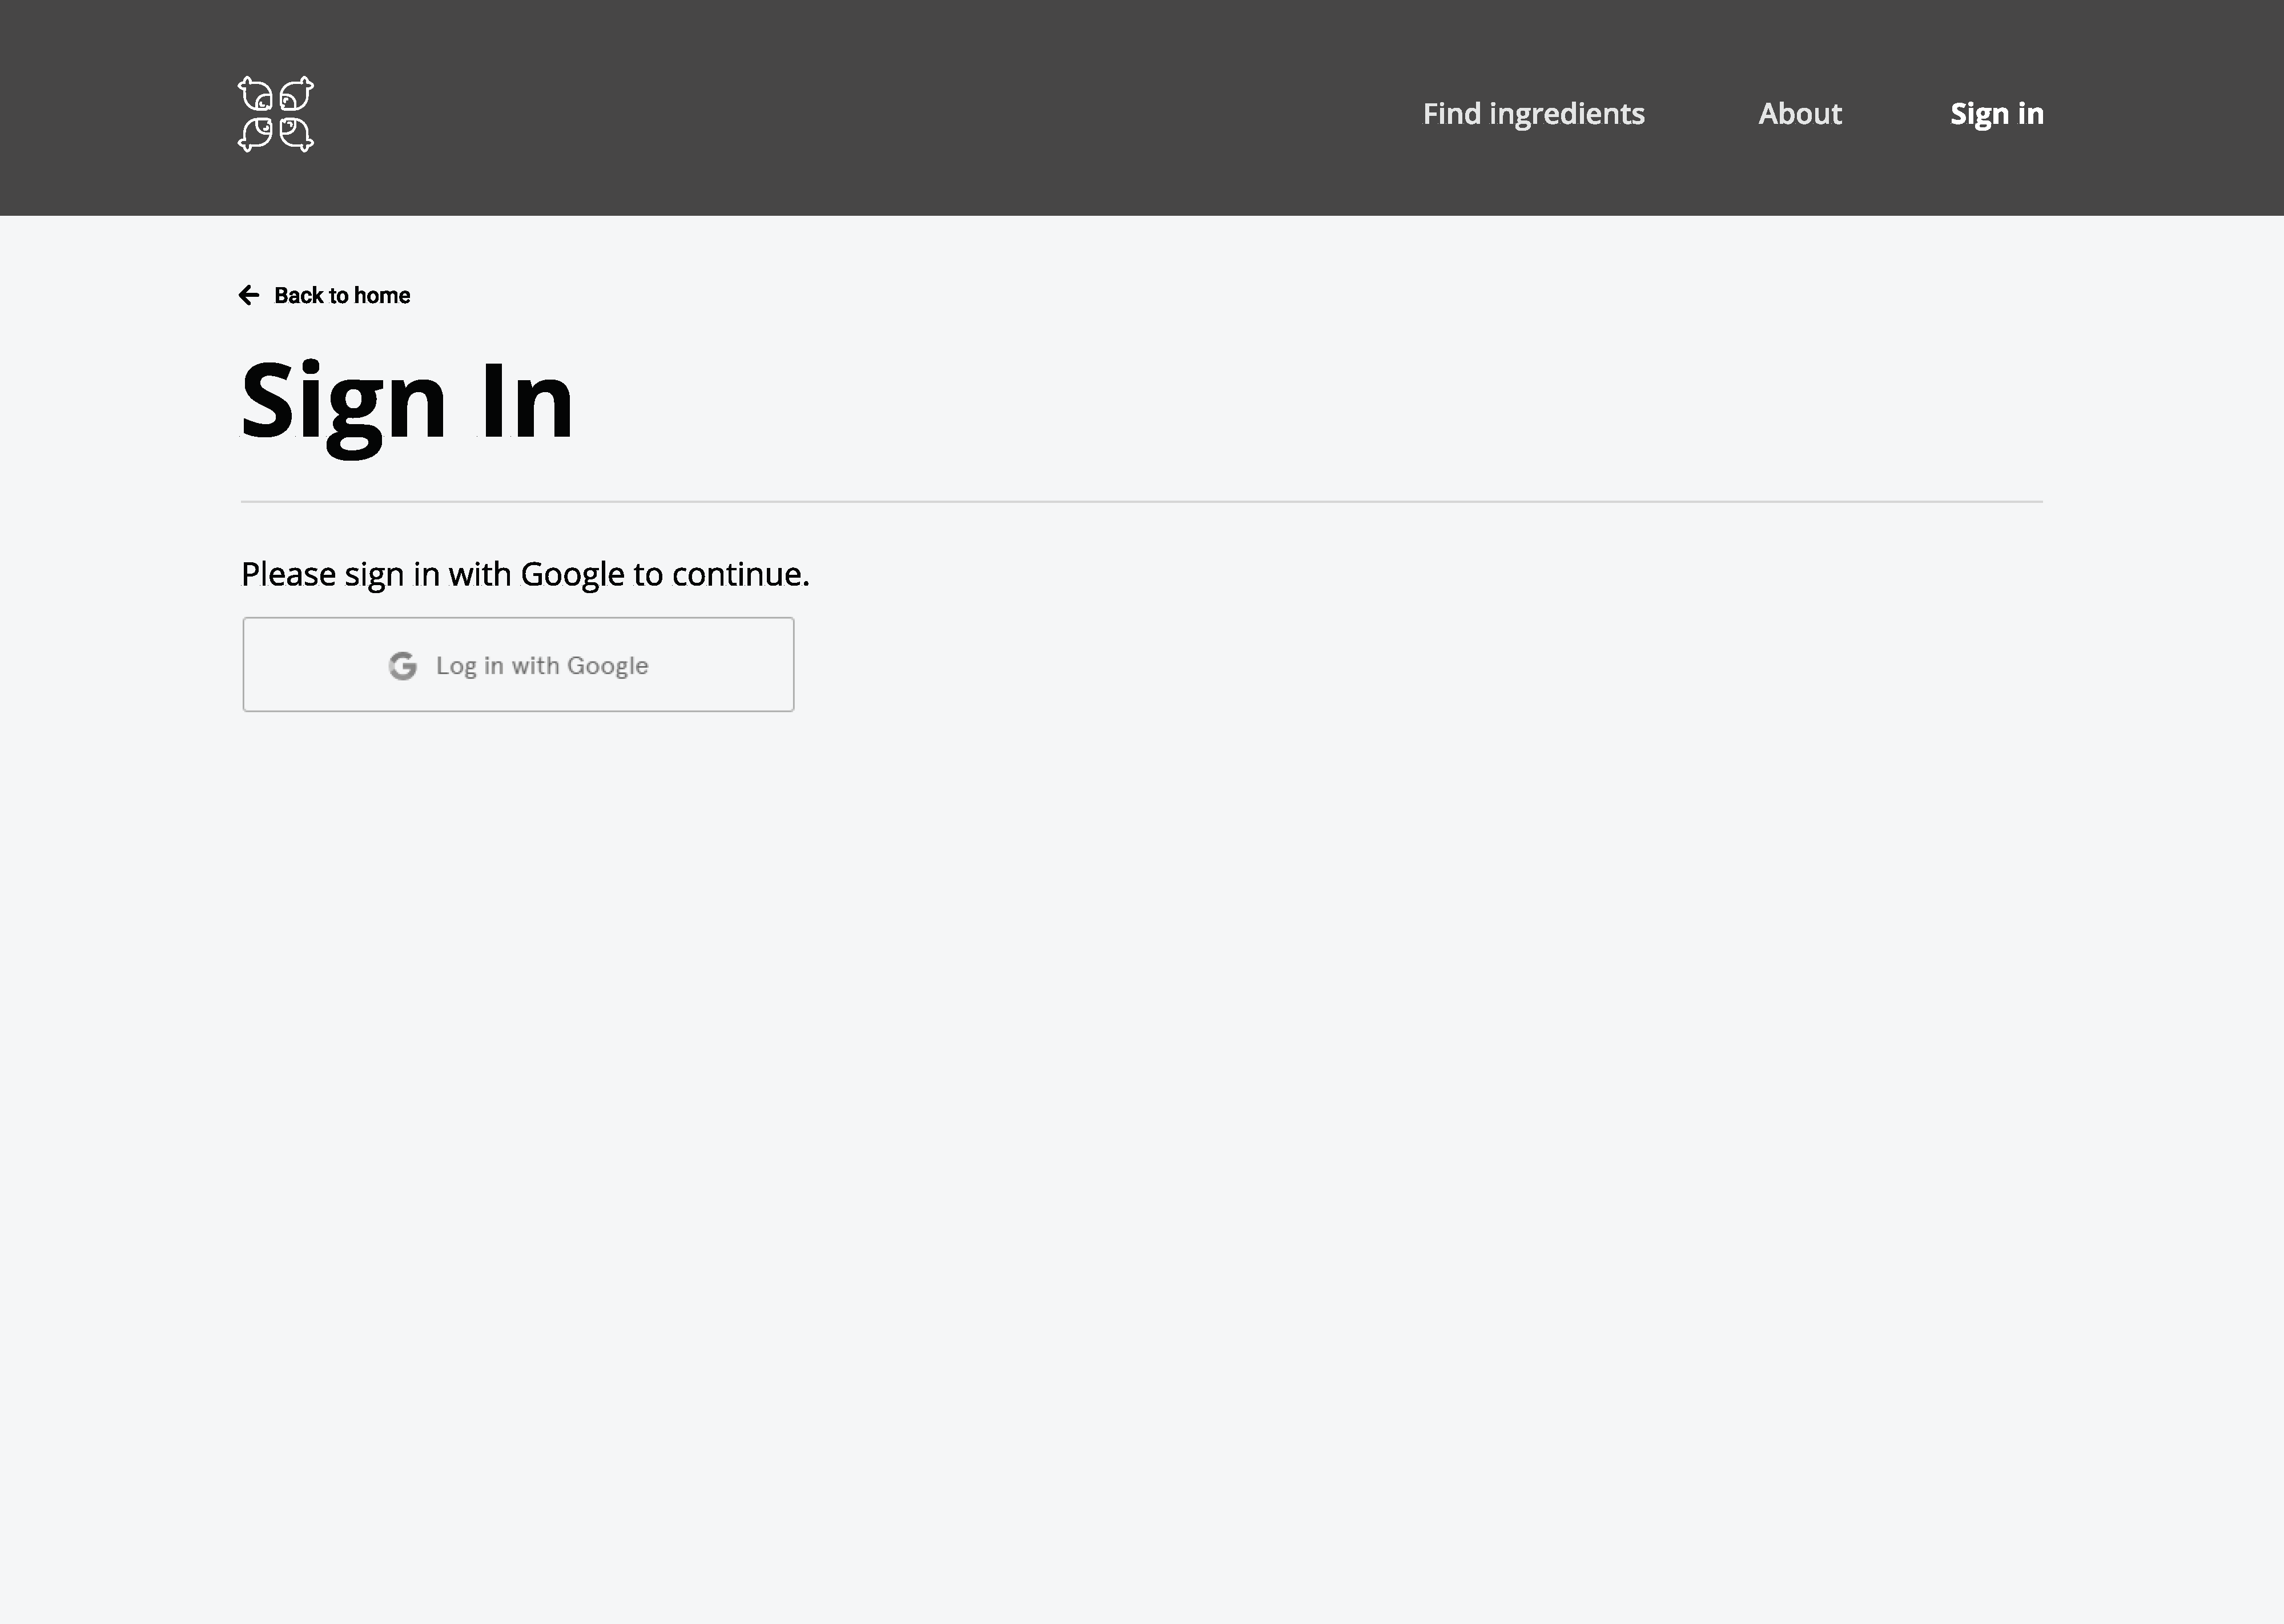 Find ingredients About Sign in
Back to home
Sign In
Please sign in with Google to continue.
Log in with Google